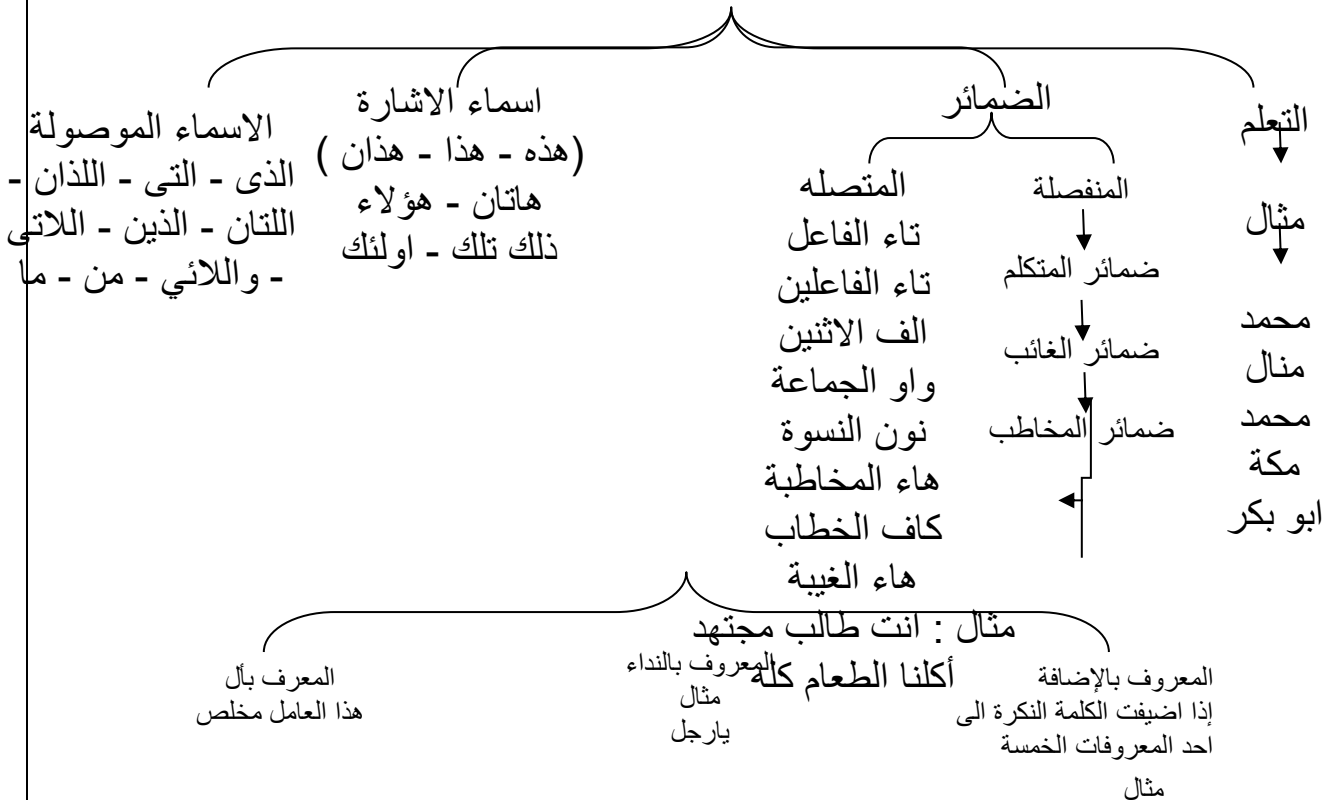 التعلم
مثال
محمد
منال
محمد
مكة
ابو بكر
الضمائر
المنفصلة
ضمائر المتكلم
ضمائر الغائب
ضمائر المخاطب
المتصله
تاء الفاعل
تاء الفاعلين
الف الاثنين
واو الجماعة
نون النسوة
هاء المخاطبة
كاف الخطاب
هاء الغيبة
مثال : انت طالب مجتهد
أكلنا الطعام كله
اسماء الاشارة
(هذه - هذا - هذان )
هاتان - هؤلاء
ذلك تلك - اولئك
الاسماء الموصولة
الذى - التى - اللذان -
اللتان - الذين - اللاتى
- واللائي - من - ما
المعروف بالإضافة
إذا اضيفت الكلمة النكرة الى
احد المعروفات الخمسة
مثال
المعروف بالنداء
مثال
يارجل
المعرف بأل
هذا العامل مخلص